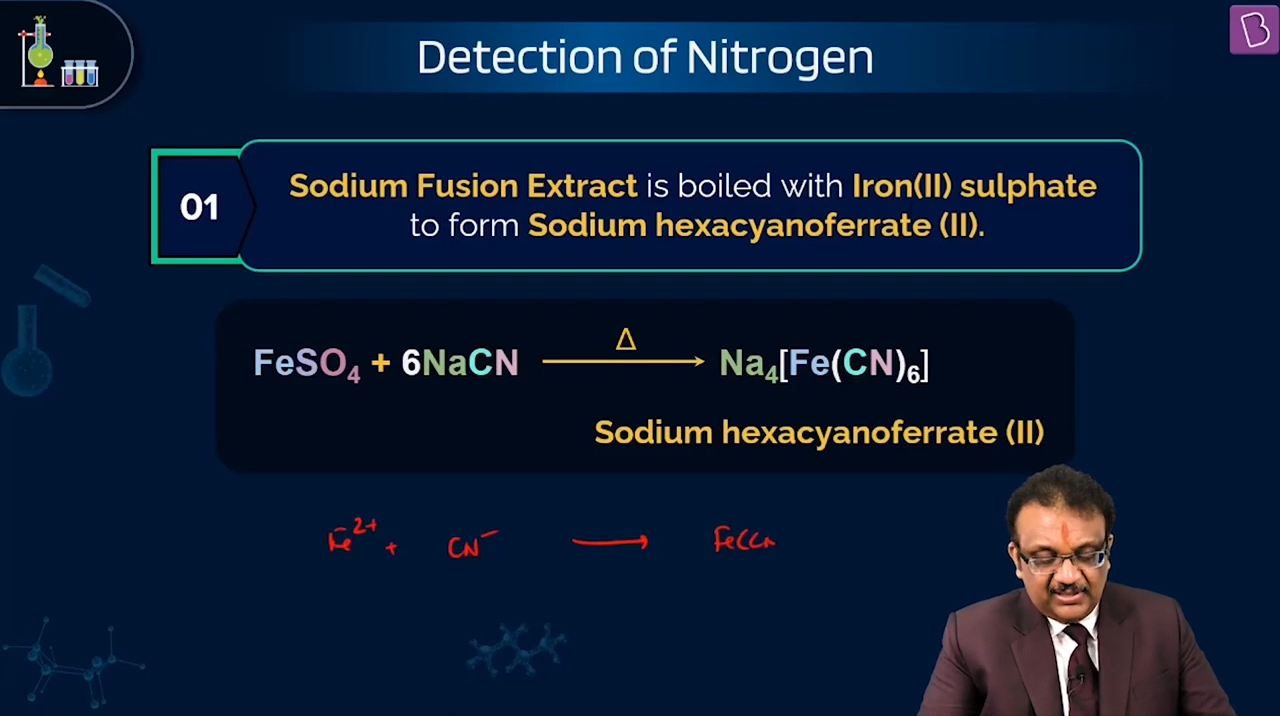 Detection of Nitrogen
B
01
Sodium Fusion Extract is boiled with Iron(II) sulphate
to form Sodium hexacyanoferrate (II).
Δ
FeSO₄ + 6NaCN ⟶ Na₄[Fe(CN)₆]
Sodium hexacyanoferrate (II)
Fe²⁺ + CN⁻ ⟶ Fe(Cn